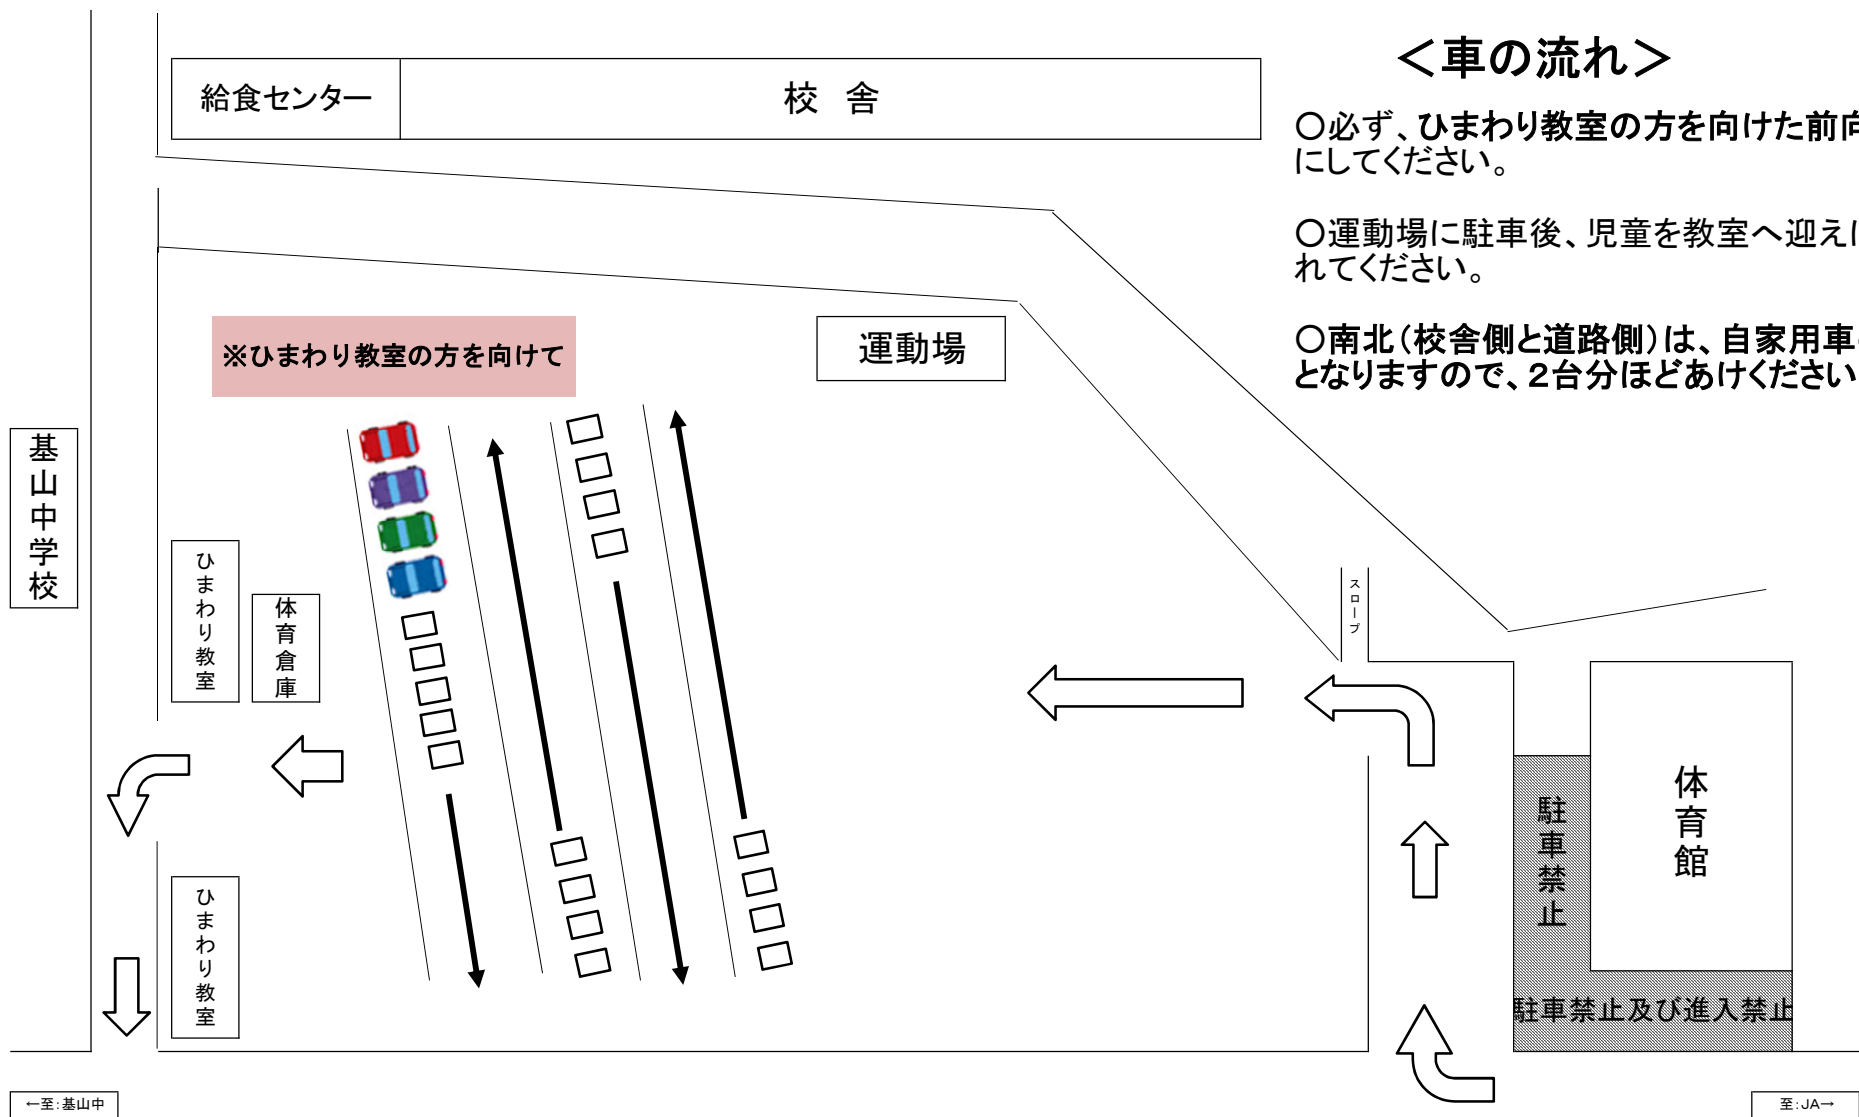 <車の流れ>
給食センター
校 舎
○必ず、ひまわり教室の方を向けた前向
にしてください。
○運動場に駐車後、児童を教室へ迎えに
れてください。
※ひまわり教室の方を向けて
運動場
○南北(校舎側と道路側)は、自家用車
となりますので、2台分ほどあけください
基山中学校
ひまわり教室
体育倉庫
スロープ
体育館
駐車禁止
ひまわり教室
駐車禁止及び進入禁止
←至:基山中
至:JA→